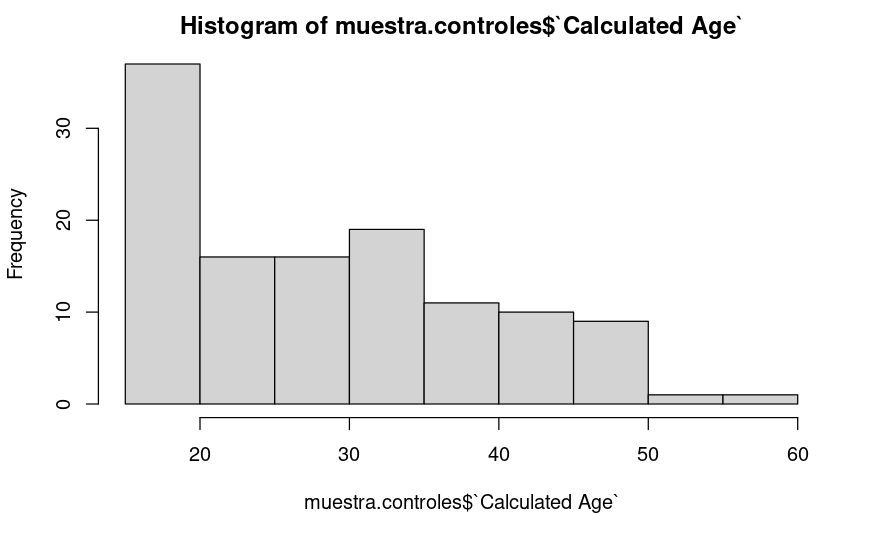 Histogram of muestra.controles$`Calculated Age`
Frequency
30
20
10
0
20 30 40 50 60
muestra.controles$`Calculated Age`